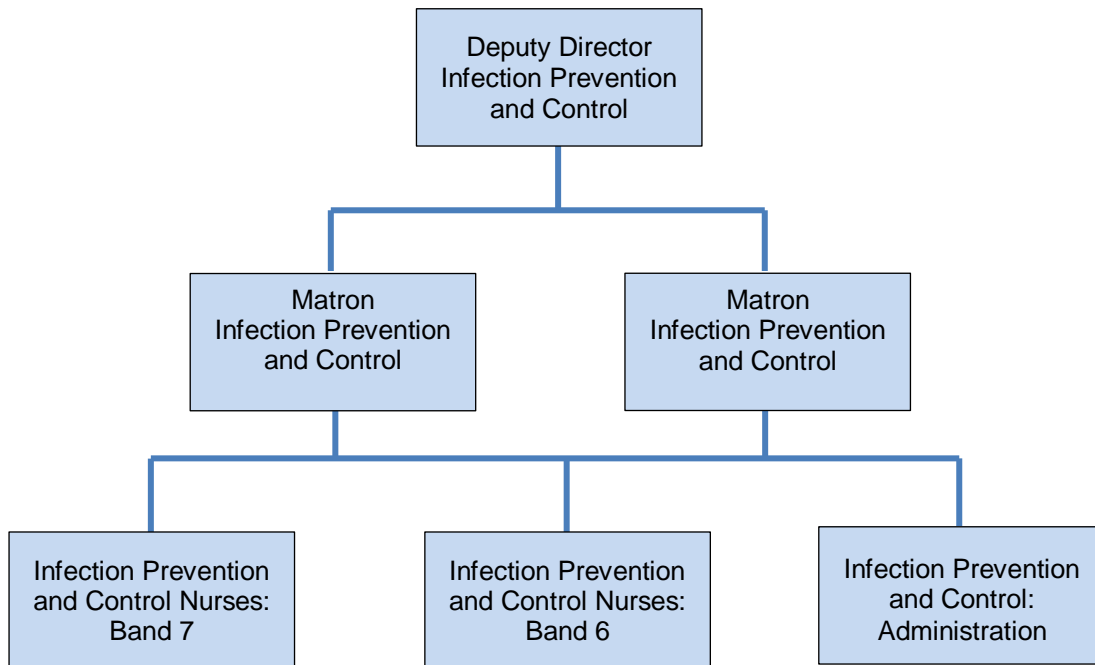 Deputy Director
Infection Prevention
and Control
Matron
Infection Prevention
and Control
Matron
Infection Prevention
and Control
Infection Prevention
and Control Nurses:
Band 7
Infection Prevention
and Control Nurses:
Band 6
Infection Prevention
and Control:
Administration